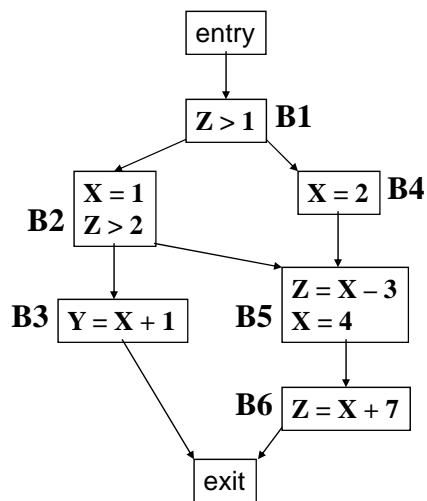 entry
Z > 1 B1
X = 1
B2 Z > 2
X = 2 B4
B3 Y = X + 1
Z = X – 3
B5 X = 4
B6 Z = X + 7
exit